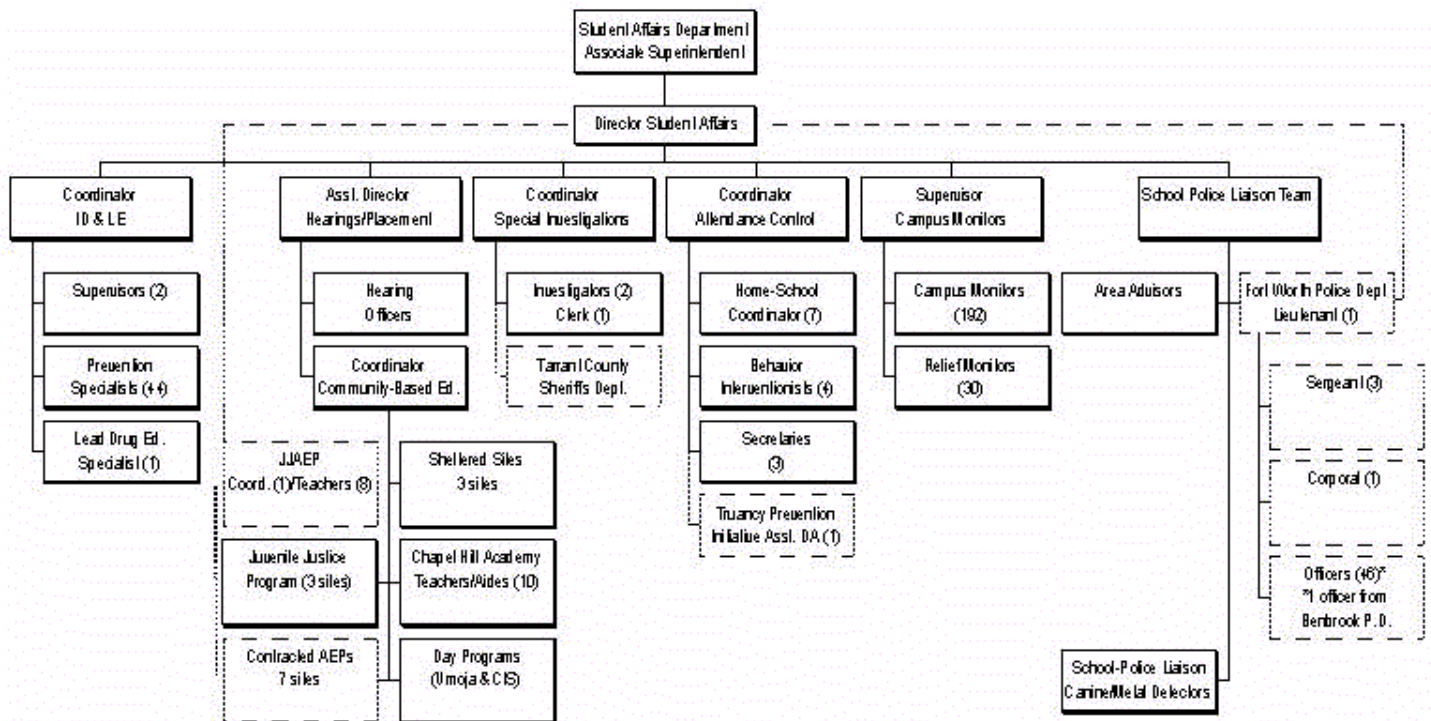 Student Affairs Department
Associate Superintendent
Director Student Affairs
Coordinator
ID & LE
Asst. Director
Hearings/Placement
Coordinator
Special Investigations
Coordinator
Attendance Control
Supervisor
Campus Monitors
School Police Liaison Team
Supervisors (2)
Prevention
Specialists (44)
Lead Drug Ed.
Specialist (1)
Hearing
Officers
Coordinator
Community-Based Ed.
JJAEP
Coord. (1)/Teachers (8)
Sheltered Sites
3 sites
Juvenile Justice
Program (3 sites)
Chapel Hill Academy
Teachers/Aides (10)
Contracted AEPs
7 sites
Day Programs
(Umoja & CIS)
Investigators (2)
Clerk (1)
Tarrant County
Sheriffs Dept.
Home-School
Coordinator (7)
Behavior
Interventionists (4)
Secretaries
(3)
Truancy Prevention
Initiative Asst. DA (1)
Campus Monitors
(192)
Relief Monitors
(30)
Area Advisors
Fort Worth Police Dept.
Lieutenant (1)
Sergeant (3)
Corporal (1)
Officers (46)*
*1 officer from
Benbrook P.D.
School-Police Liaison
Canine/Metal Detectors